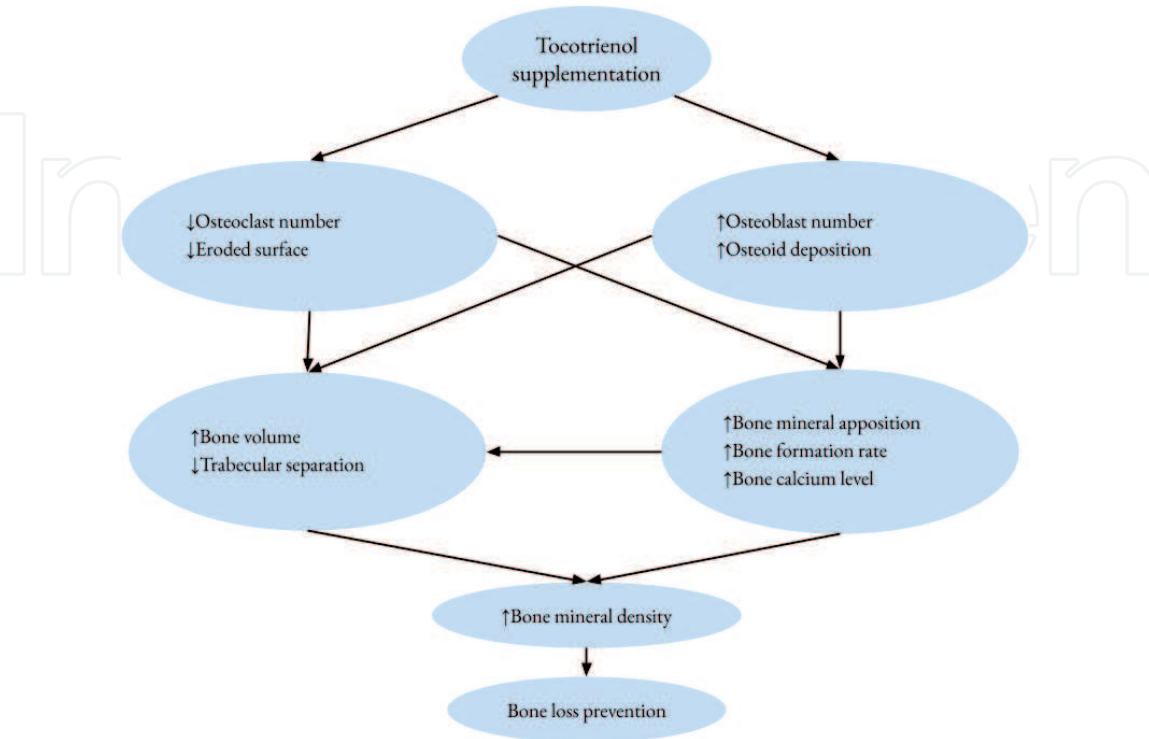 Tocotrienol
supplementation
↓Osteoclast number
↓Eroded surface
↑Osteoblast number
↑Osteoid deposition
↑Bone volume
↓Trabecular separation
↑Bone mineral apposition
↑Bone formation rate
↑Bone calcium level
↑Bone mineral density
Bone loss prevention